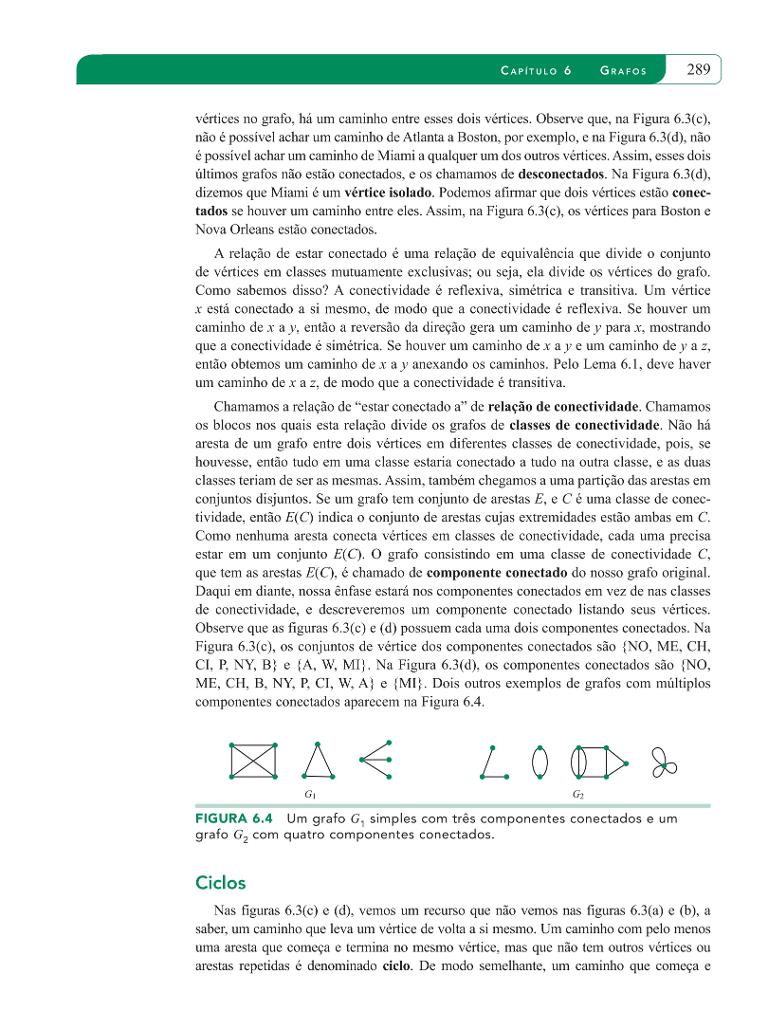 CAPÍTULO 6 GRAFOS 289
vértices no grafo, há um caminho entre esses dois vértices. Observe que, na Figura 6.3(c),
não é possível achar um caminho de Atlanta a Boston, por exemplo, e na Figura 6.3(d), não
é possível achar um caminho de Miami a qualquer um dos outros vértices. Assim, esses dois
últimos grafos não estão conectados, e os chamamos de desconectados. Na Figura 6.3(d),
dizemos que Miami é um vértice isolado. Podemos afirmar que dois vértices estão conec-
tados se houver um caminho entre eles. Assim, na Figura 6.3(c), os vértices para Boston e
Nova Orleans estão conectados.
A relação de estar conectado é uma relação de equivalência que divide o conjunto
de vértices em classes mutuamente exclusivas; ou seja, ela divide os vértices do grafo.
Como sabemos disso? A conectividade é reflexiva, simétrica e transitiva. Um vértice
x está conectado a si mesmo, de modo que a conectividade é reflexiva. Se houver um
caminho de x a y, então a reversão da direção gera um caminho de y para x, mostrando
que a conectividade é simétrica. Se houver um caminho de x a y e um caminho de y a z,
então obtemos um caminho de x a y anexando os caminhos. Pelo Lema 6.1, deve haver
um caminho de x a z, de modo que a conectividade é transitiva.
Chamamos a relação de “estar conectado a” de relação de conectividade. Chamamos
os blocos nos quais esta relação divide os grafos de classes de conectividade. Não há
aresta de um grafo entre dois vértices em diferentes classes de conectividade, pois, se
houvesse, então tudo em uma classe estaria conectado a tudo na outra classe, e as duas
classes teriam de ser as mesmas. Assim, também chegamos a uma partição das arestas em
conjuntos disjuntos. Se um grafo tem conjunto de arestas E, e C é uma classe de conec-
tividade, então E(C) indica o conjunto de arestas cujas extremidades estão ambas em C.
Como nenhuma aresta conecta vértices em classes de conectividade, cada uma precisa
estar em um conjunto E(C). O grafo consistindo em uma classe de conectividade C,
que tem as arestas E(C), é chamado de componente conectado do nosso grafo original.
Daqui em diante, nossa ênfase estará nos componentes conectados em vez de nas classes
de conectividade, e descreveremos um componente conectado listando seus vértices.
Observe que as figuras 6.3(c) e (d) possuem cada uma dois componentes conectados. Na
Figura 6.3(c), os conjuntos de vértice dos componentes conectados são {NO, ME, CH,
CI, P, NY, B} e {A, W, MI}. Na Figura 6.3(d), os componentes conectados são {NO,
ME, CH, B, NY, P, CI, W, A} e {MI}. Dois outros exemplos de grafos com múltiplos
componentes conectados aparecem na Figura 6.4.
G1 G2
FIGURA 6.4 Um grafo G1 simples com três componentes conectados e um
grafo G2 com quatro componentes conectados.
Ciclos
Nas figuras 6.3(c) e (d), vemos um recurso que não vemos nas figuras 6.3(a) e (b), a
saber, um caminho que leva um vértice de volta a si mesmo. Um caminho com pelo menos
uma aresta que começa e termina no mesmo vértice, mas que não tem outros vértices ou
arestas repetidas é denominado ciclo. De modo semelhante, um caminho que começa e